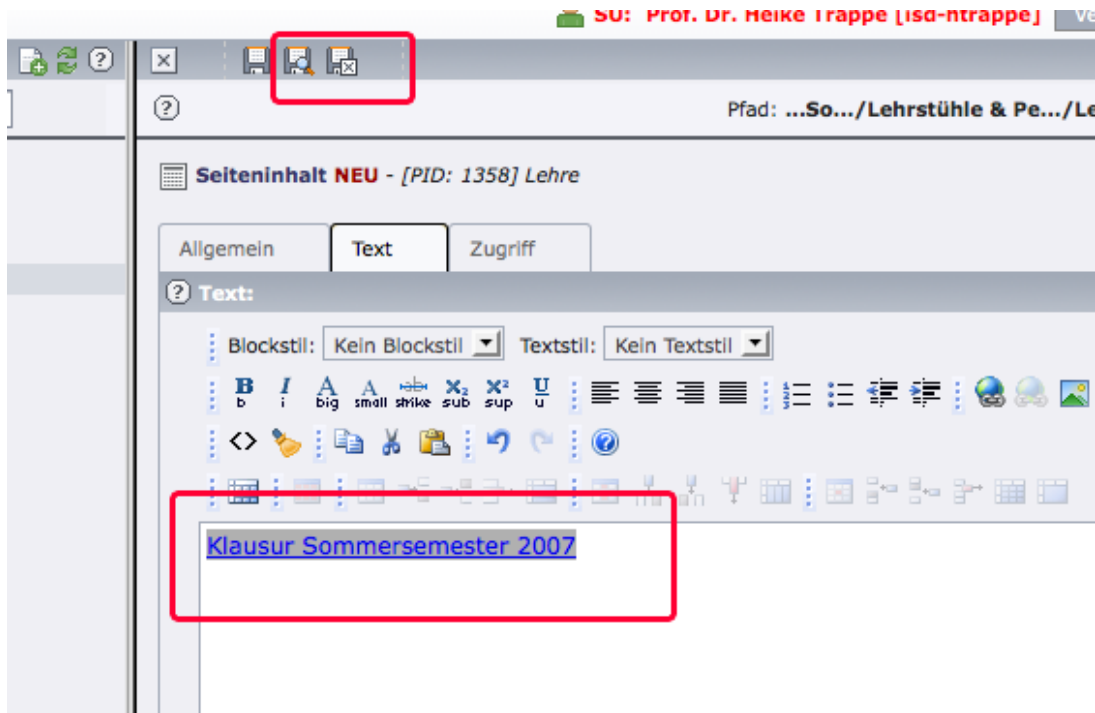 SU: Prof. Dr. Heike Trappe [isd-htrappe]
Pfad: ...So.../Lehrstühle & Pe.../Le
Seiteninhalt NEU - [PID: 1358] Lehre
Allgemein Text Zugriff
Text:
Blockstil: Kein Blockstil Textstil: Kein Textstil
B I A A abc X₂ X² U
b i big small strike sub sup u
Klausur Sommersemester 2007